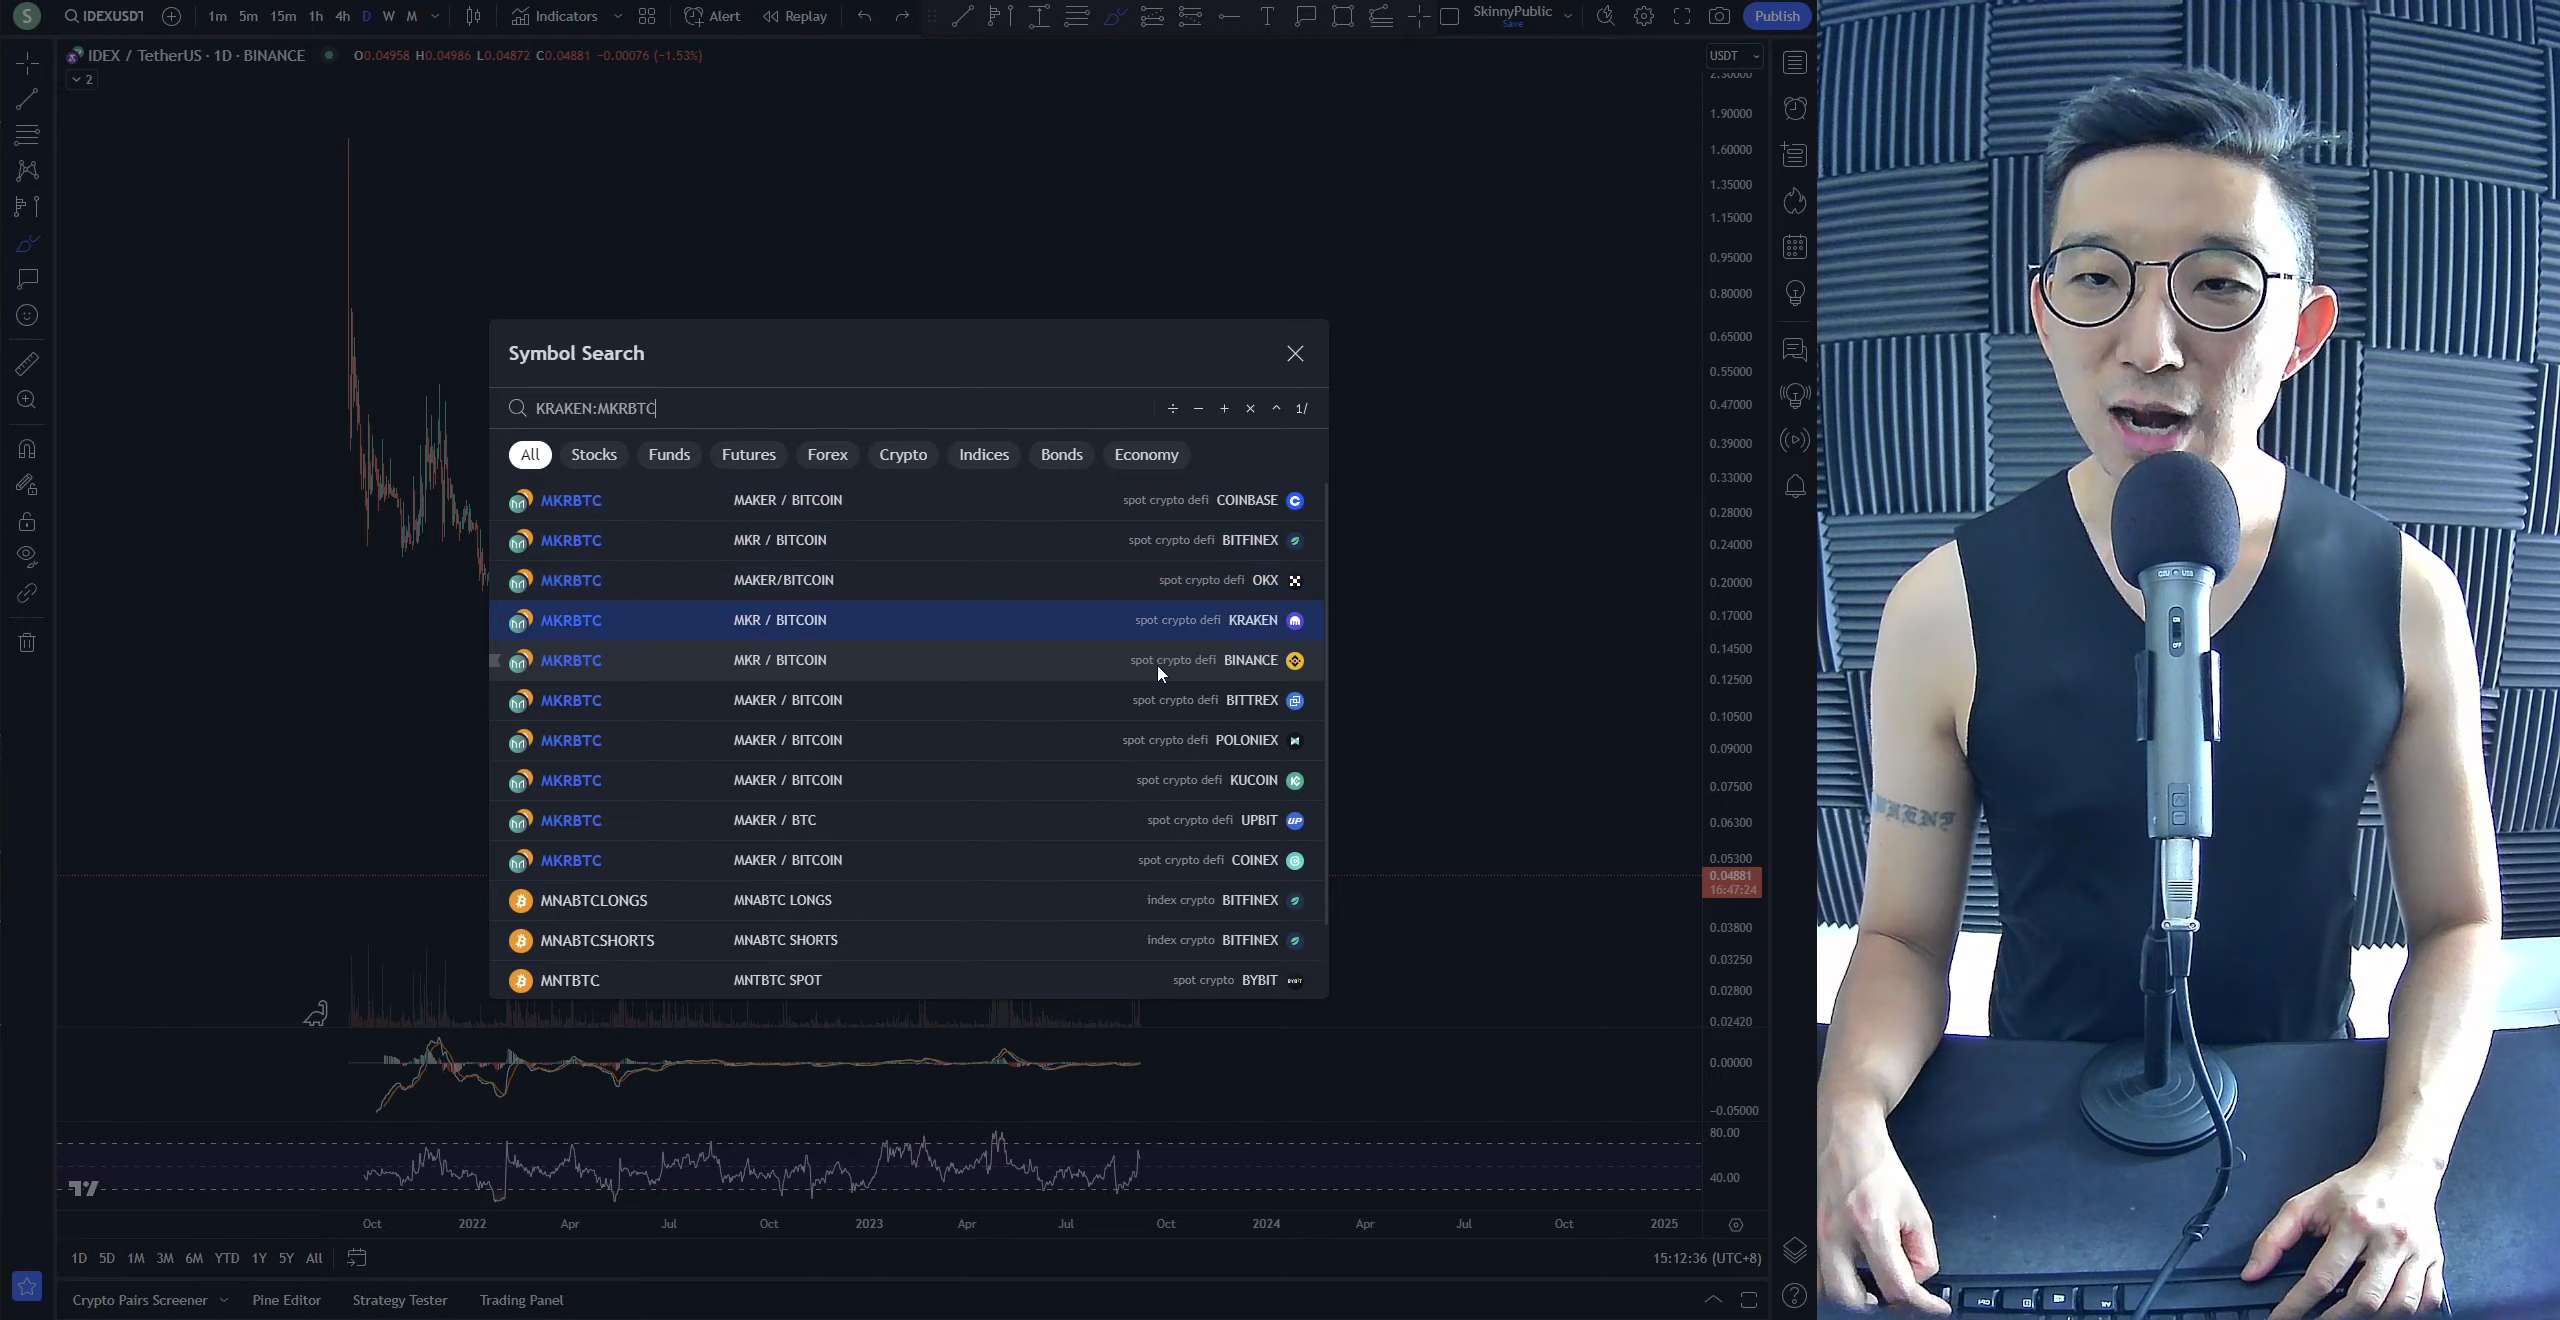 S IDEXUSDT 1m 5m 15m 1h 4h D W M Indicators Alert Replay SkinnyPublic Save Publish
IDEX / TetherUS · 1D · BINANCE O0.04958 H0.04986 L0.04872 C0.04881 −0.00076 (−1.53%) USDT
2
2.30000
1.90000
1.60000
1.35000
1.15000
0.95000
0.80000
0.65000
0.55000
0.47000
0.39000
0.33000
0.28000
0.24000
0.20000
0.17000
0.14500
0.12500
0.10500
0.09000
0.07500
0.06300
0.05300
0.04881
16:47:24
0.03800
0.03250
0.02800
0.02420
0.00000
−0.05000
80.00
40.00
Symbol Search
KRAKEN:MKRBTC ÷ − + × ^ 1/
All Stocks Funds Futures Forex Crypto Indices Bonds Economy
MKRBTC MAKER / BITCOIN spot crypto defi COINBASE
MKRBTC MKR / BITCOIN spot crypto defi BITFINEX
MKRBTC MAKER/BITCOIN spot crypto defi OKX
MKRBTC MKR / BITCOIN spot crypto defi KRAKEN
MKRBTC MKR / BITCOIN spot crypto defi BINANCE
MKRBTC MAKER / BITCOIN spot crypto defi BITTREX
MKRBTC MAKER / BITCOIN spot crypto defi POLONIEX
MKRBTC MAKER / BITCOIN spot crypto defi KUCOIN
MKRBTC MAKER / BTC spot crypto defi UPBIT UP
MKRBTC MAKER / BITCOIN spot crypto defi COINEX
MNABTCLONGS MNABTC LONGS index crypto BITFINEX
MNABTCSHORTS MNABTC SHORTS index crypto BITFINEX
MNTBTC MNTBTC SPOT spot crypto BYBIT
Oct 2022 Apr Jul Oct 2023 Apr Jul Oct 2024 Apr Jul Oct 2025
1D 5D 1M 3M 6M YTD 1Y 5Y All 15:12:36 (UTC+8)
Crypto Pairs Screener Pine Editor Strategy Tester Trading Panel